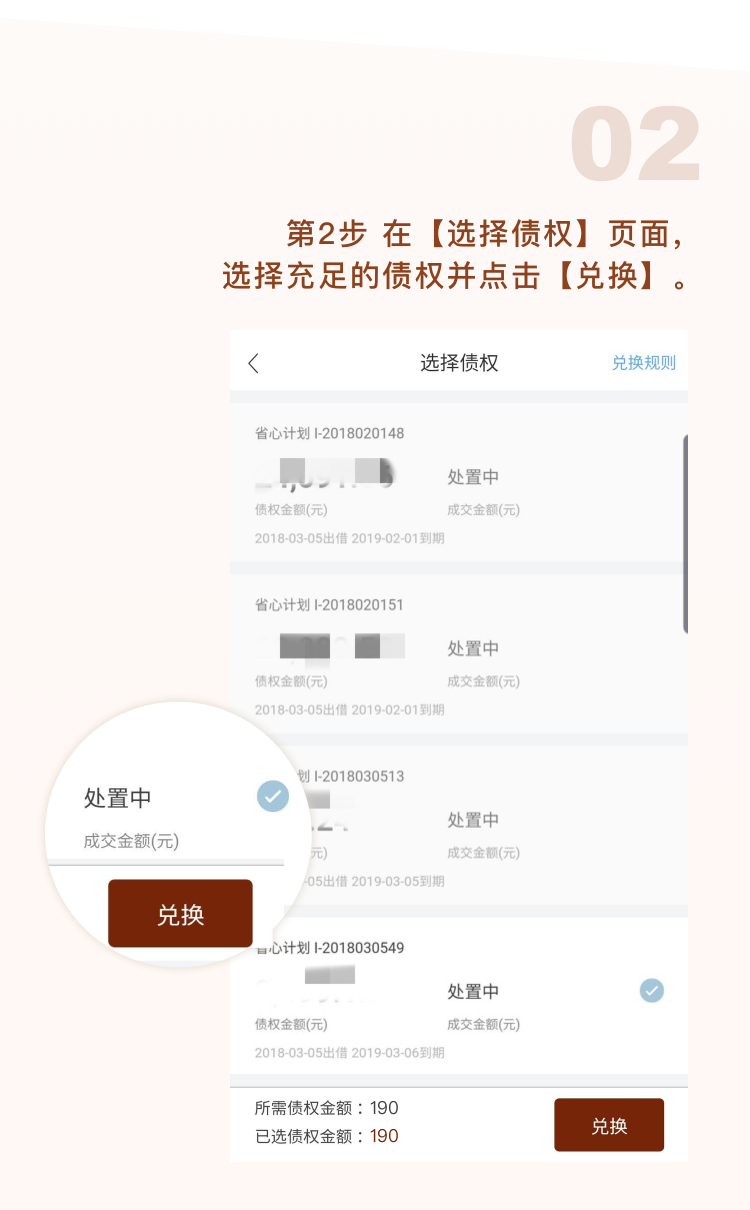 02
第2步 在【选择债权】页面，
选择充足的债权并点击【兑换】。
选择债权
兑换规则
省心计划 I-2018020148
处置中
债权金额(元)
成交金额(元)
2018-03-05出借 2019-02-01到期
省心计划 I-2018020151
处置中
债权金额(元)
成交金额(元)
2018-03-05出借 2019-02-01到期
划 I-2018030513
处置中
元)
成交金额(元)
-05出借 2019-03-05到期
处置中
成交金额(元)
兑换
省心计划 I-2018030549
处置中
债权金额(元)
成交金额(元)
2018-03-05出借 2019-03-06到期
所需债权金额：190
已选债权金额：190
兑换